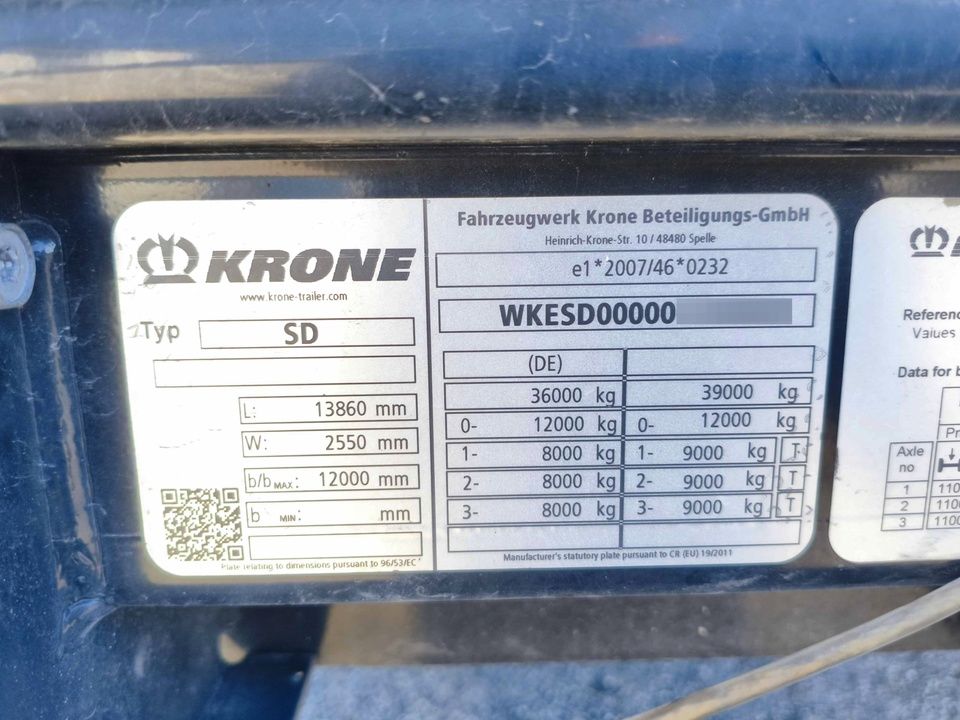 KRONE
www.krone-trailer.com
Typ SD
L: 13860 mm
W: 2550 mm
b/b MAX: 12000 mm
b MIN: mm
Plate relating to dimensions pursuant to 96/53/EC
Fahrzeugwerk Krone Beteiligungs-GmbH
Heinrich-Krone-Str. 10 / 48480 Spelle
e1*2007/46*0232
WKESD00000
(DE)
36000 kg 39000 kg
0- 12000 kg 0- 12000 kg
1- 8000 kg 1- 9000 kg T
2- 8000 kg 2- 9000 kg T
3- 8000 kg 3- 9000 kg T
Manufacturer's statutory plate pursuant to CR (EU) 19/2011
Values
Data for
Axle
no
1
2
3